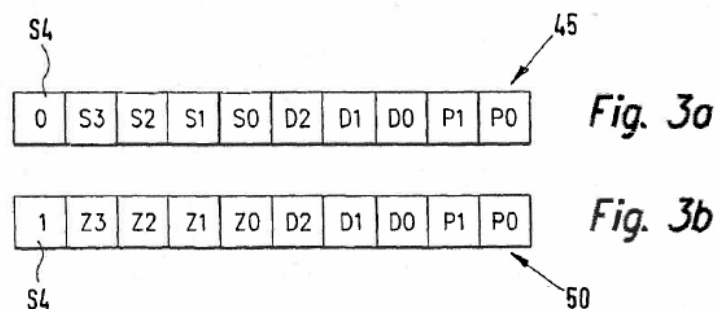 S4
45
0 S3 S2 S1 S0 D2 D1 D0 P1 P0
Fig. 3a
1 Z3 Z2 Z1 Z0 D2 D1 D0 P1 P0
Fig. 3b
S4
50